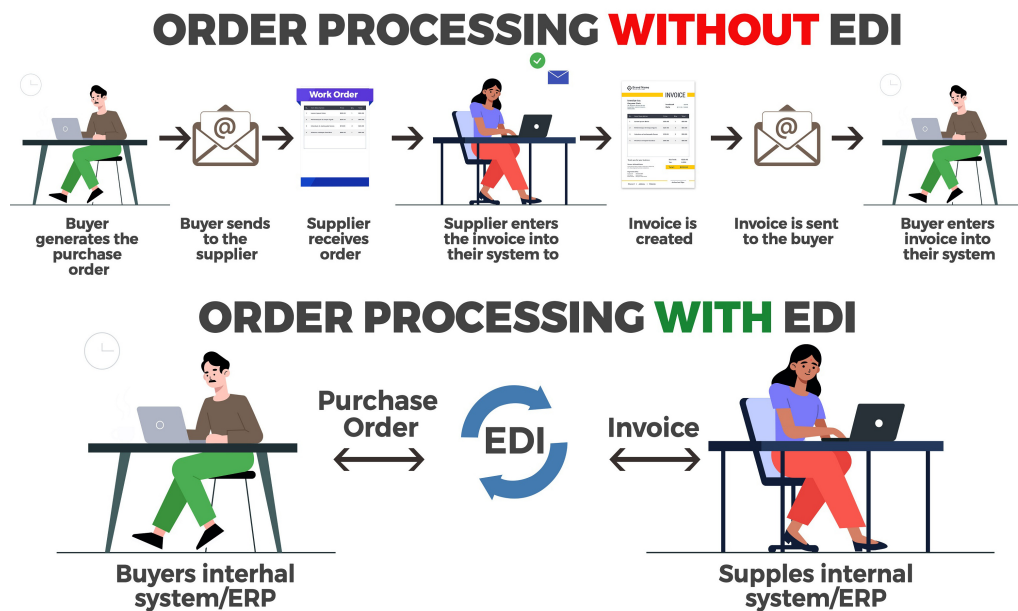 ORDER PROCESSING WITHOUT EDI
Work Order
INVOICE
@
@
Buyer
generates the
purchase
order
Buyer sends
to the
supplier
Supplier
receives
order
Supplier enters
the invoice into
their system to
Invoice is
created
Invoice is sent
to the buyer
Buyer enters
invoice into
their system
ORDER PROCESSING WITH EDI
Purchase
Order
EDI
Invoice
Buyers interhal
system/ERP
Supples internal
system/ERP